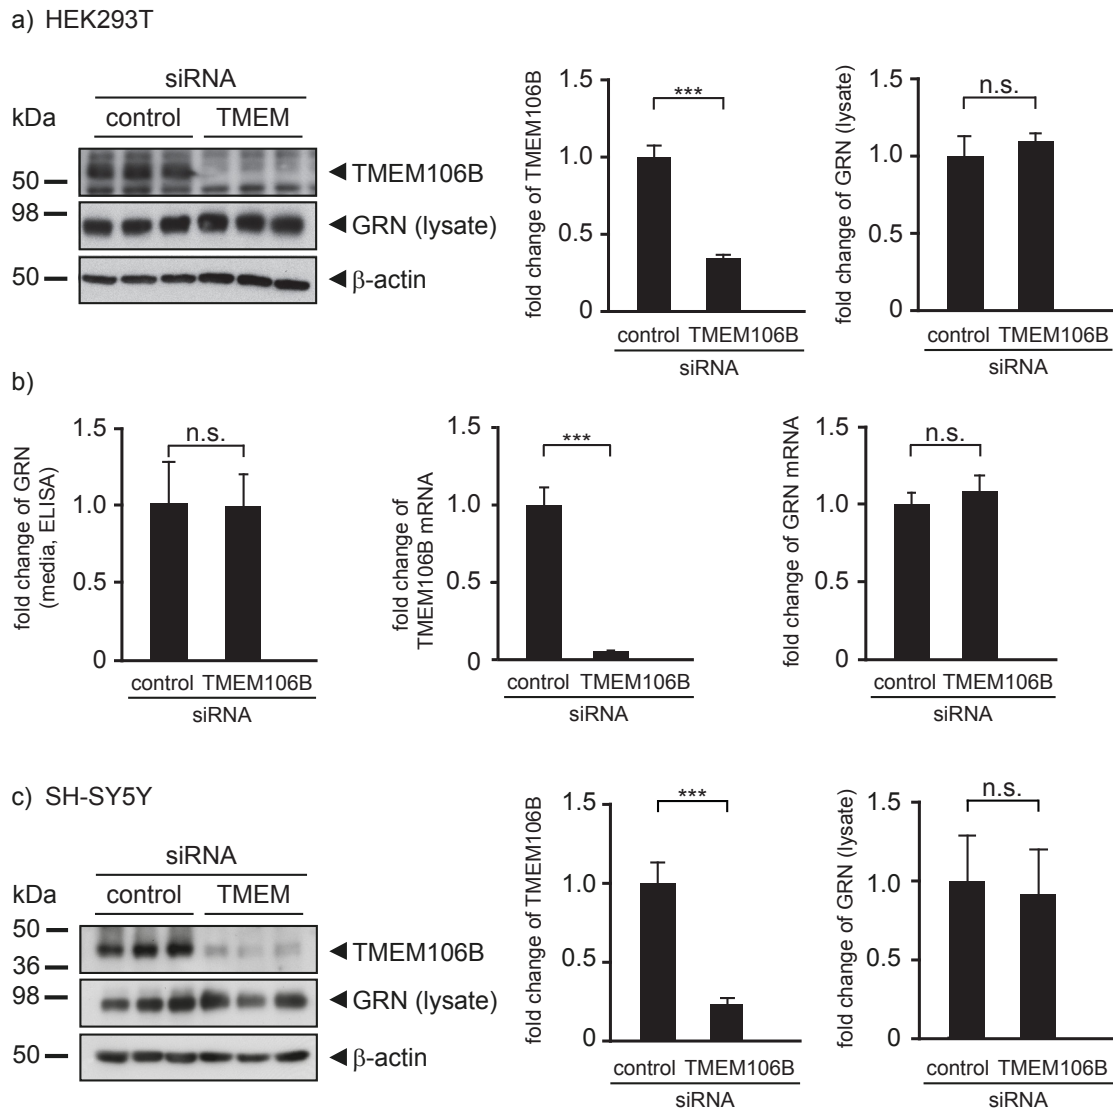 a) HEK293T
siRNA
kDa
control TMEM
50
TMEM106B
98
GRN (lysate)
50
β-actin
fold change of TMEM106B
1.5
1.0
0.5
0
***
control TMEM106B
siRNA
fold change of GRN (lysate)
1.5
1.0
0.5
0
n.s.
control TMEM106B
siRNA
b)
fold change of GRN
(media, ELISA)
1.5
1.0
0.5
0
n.s.
control TMEM106B
siRNA
fold change of
TMEM106B mRNA
1.5
1.0
0.5
0
***
control TMEM106B
siRNA
fold change of GRN mRNA
1.5
1.0
0.5
0
n.s.
control TMEM106B
siRNA
c) SH-SY5Y
siRNA
kDa
control TMEM
50
TMEM106B
36
98
GRN (lysate)
50
β-actin
fold change of TMEM106B
1.5
1.0
0.5
0
***
control TMEM106B
siRNA
fold change of GRN (lysate)
1.5
1.0
0.5
0
n.s.
control TMEM106B
siRNA